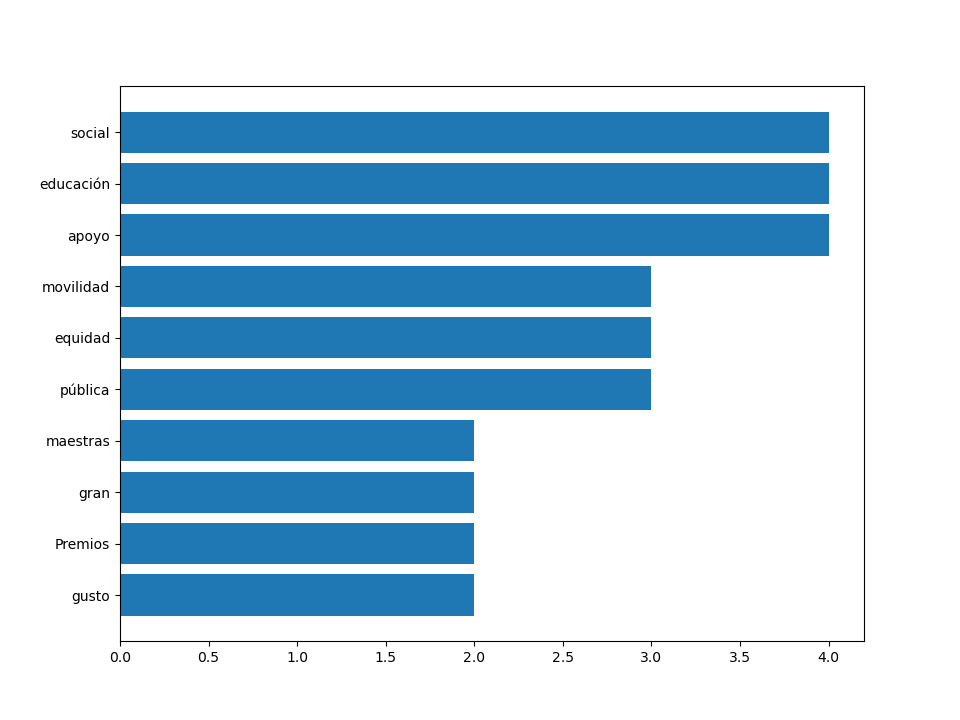 social
educación
apoyo
movilidad
equidad
pública
maestras
gran
Premios
gusto
0.0 0.5 1.0 1.5 2.0 2.5 3.0 3.5 4.0